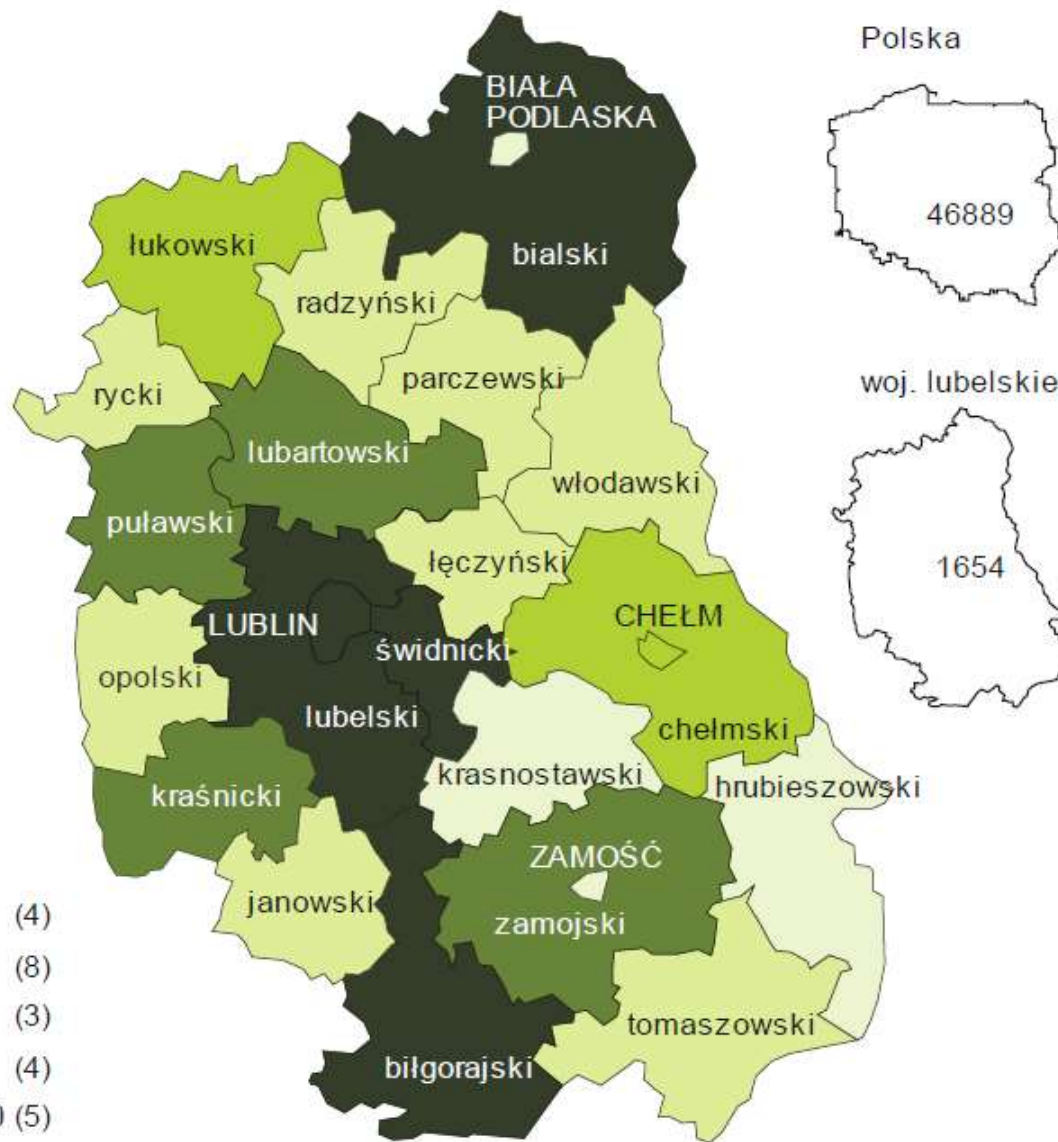 Polska
46889
woj. lubelskie
1654
BIAŁA
PODLASKA
bialski
łukowski
radzyński
rycki
parczewski
lubartowski
włodawski
puławski
łęczyński
LUBLIN
CHEŁM
świdnicki
opolski
lubelski
chełmski
krasnostawski
hrubieszowski
kraśnicki
ZAMOŚĆ
janowski
zamojski
tomaszowski
biłgorajski
(4)
(8)
(3)
(4)
(5)